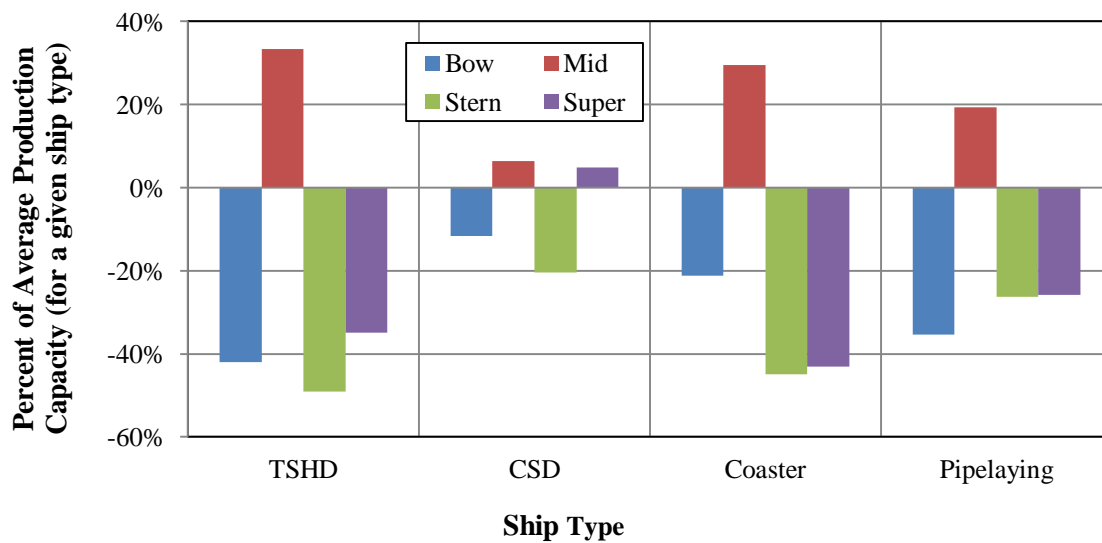 Percent of Average Production
Capacity (for a given ship type)
40%
20%
0%
-20%
-40%
-60%
Bow
Mid
Stern
Super
TSHD
CSD
Coaster
Pipelaying
Ship Type